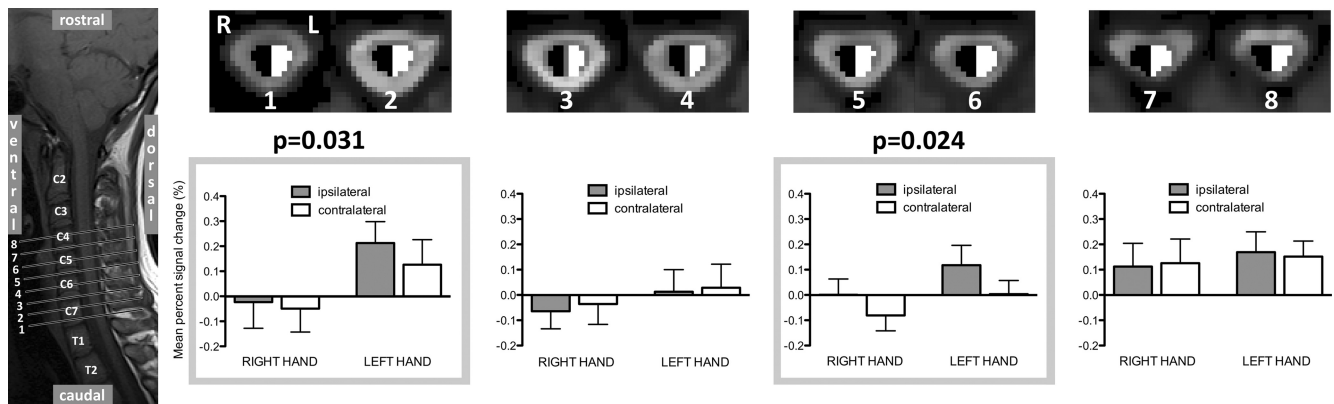 rostral
ventral
dorsal
C2
C3
C4
C5
C6
C7
T1
T2
8
7
6
5
4
3
2
1
caudal
R
L
1
2
3
4
5
6
7
8
p=0.031
p=0.024
Mean percent signal change (%)
0.4
0.3
0.2
0.1
0.0
-0.1
-0.2
ipsilateral
contralateral
RIGHT HAND
LEFT HAND
0.4
0.3
0.2
0.1
0.0
-0.1
-0.2
ipsilateral
contralateral
RIGHT HAND
LEFT HAND
0.4
0.3
0.2
0.1
0.0
-0.1
-0.2
ipsilateral
contralateral
RIGHT HAND
LEFT HAND
0.4
0.3
0.2
0.1
0.0
-0.1
-0.2
ipsilateral
contralateral
RIGHT HAND
LEFT HAND